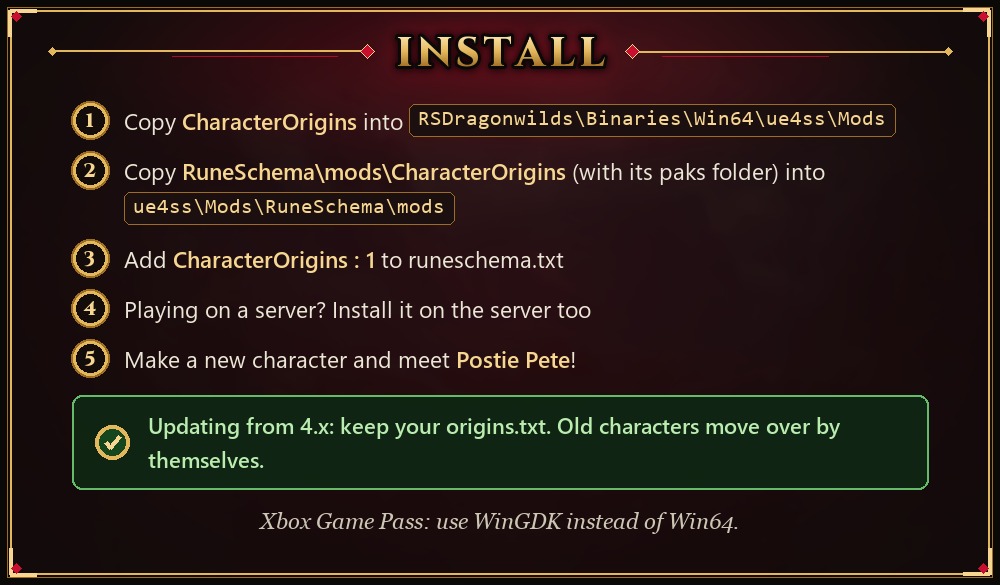 INSTALL
1 Copy CharacterOrigins into RSDragonwilds\Binaries\Win64\ue4ss\Mods
2 Copy RuneSchema\mods\CharacterOrigins (with its paks folder) into
ue4ss\Mods\RuneSchema\mods
3 Add CharacterOrigins : 1 to runeschema.txt
4 Playing on a server? Install it on the server too
5 Make a new character and meet Postie Pete!
Updating from 4.x: keep your origins.txt. Old characters move over by
themselves.
Xbox Game Pass: use WinGDK instead of Win64.